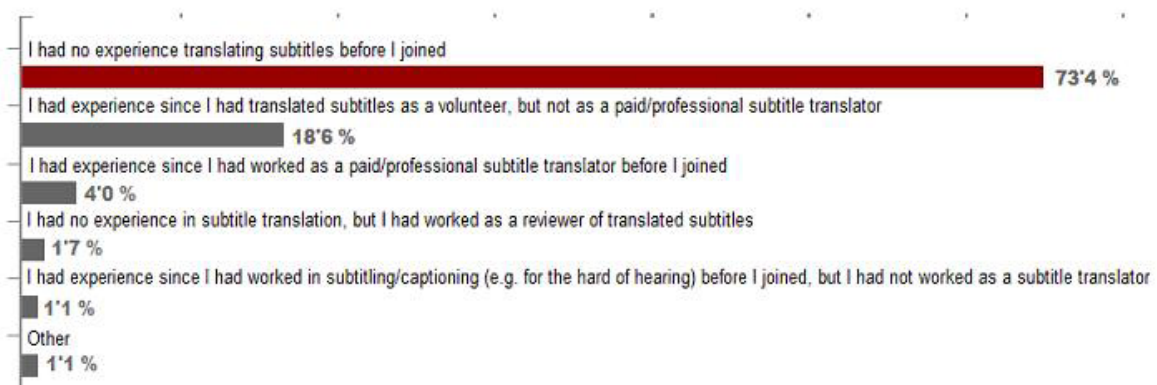 I had no experience translating subtitles before I joined
73'4 %
I had experience since I had translated subtitles as a volunteer, but not as a paid/professional subtitle translator
18'6 %
I had experience since I had worked as a paid/professional subtitle translator before I joined
4'0 %
I had no experience in subtitle translation, but I had worked as a reviewer of translated subtitles
1'7 %
I had experience since I had worked in subtitling/captioning (e.g. for the hard of hearing) before I joined, but I had not worked as a subtitle translator
1'1 %
Other
1'1 %